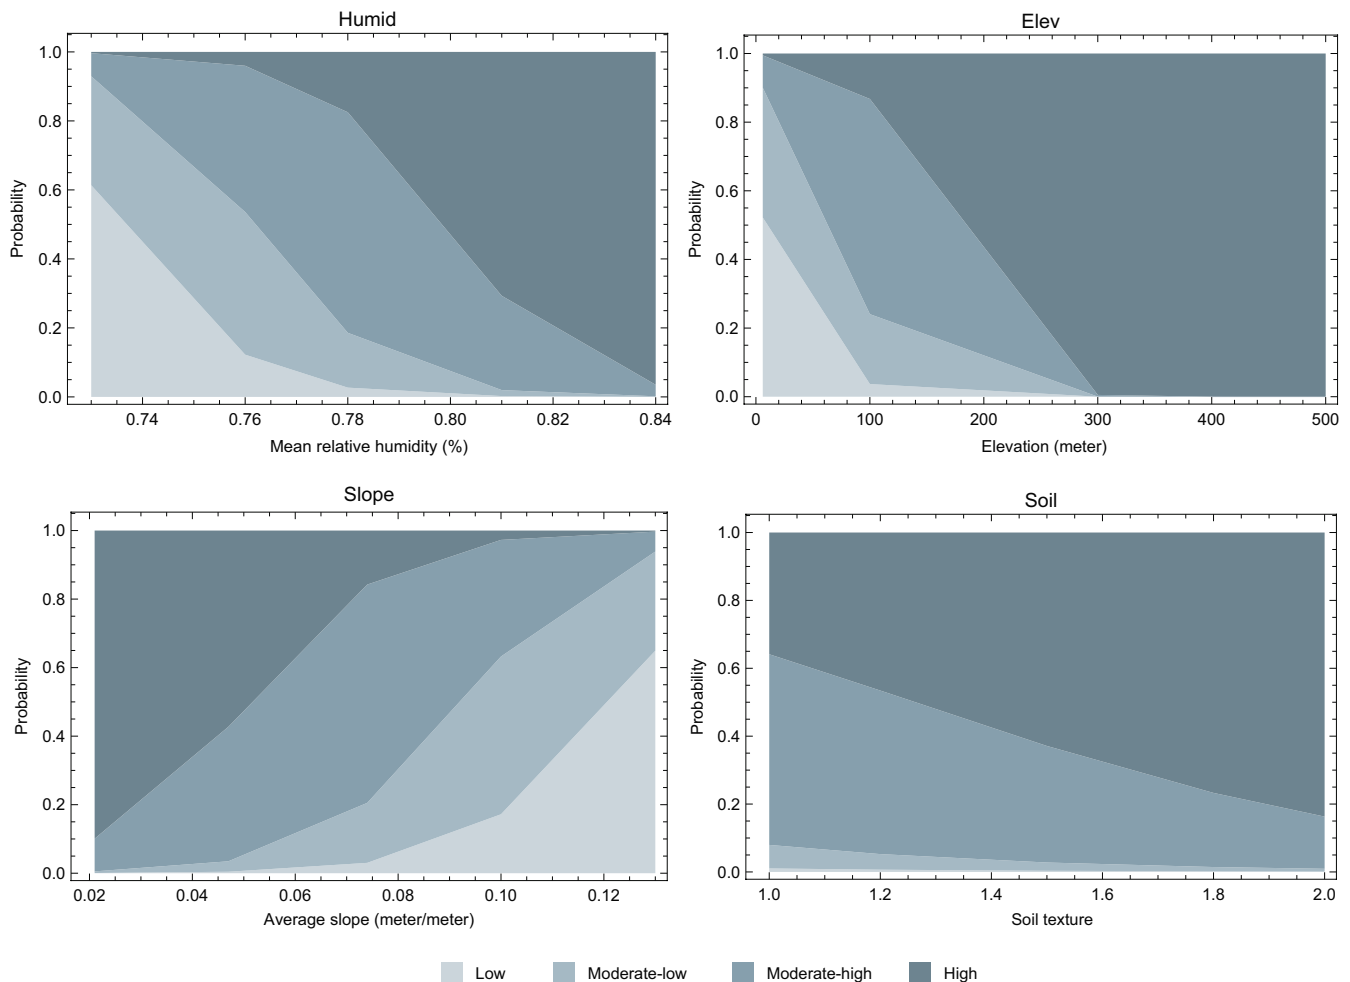 Humid
1.0
0.8
0.6
0.4
0.2
0.0
Probability
0.74 0.76 0.78 0.80 0.82 0.84
Mean relative humidity (%)
Elev
1.0
0.8
0.6
0.4
0.2
0.0
Probability
0 100 200 300 400 500
Elevation (meter)
Slope
1.0
0.8
0.6
0.4
0.2
0.0
Probability
0.02 0.04 0.06 0.08 0.10 0.12
Average slope (meter/meter)
Soil
1.0
0.8
0.6
0.4
0.2
0.0
Probability
1.0 1.2 1.4 1.6 1.8 2.0
Soil texture
Low Moderate-low Moderate-high High